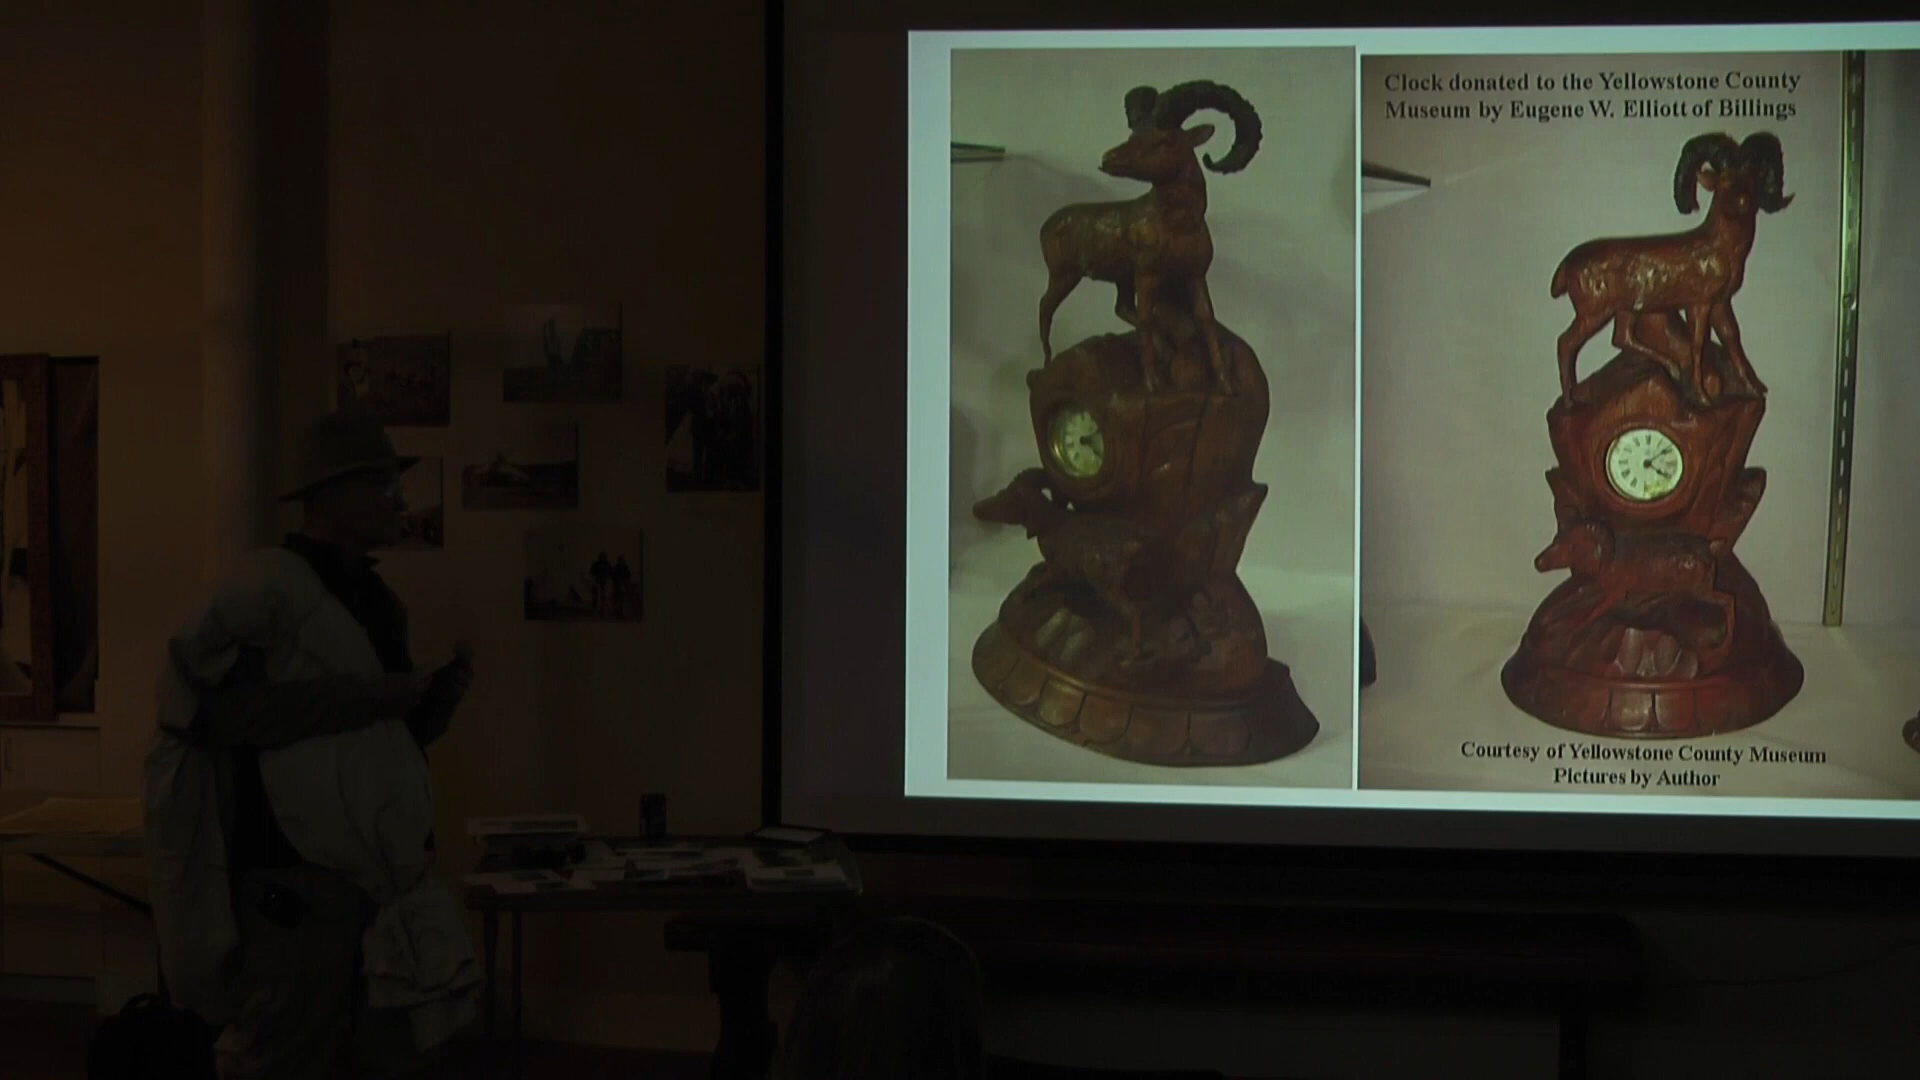 Clock donated to the Yellowstone County
Museum by Eugene W. Elliott of Billings
Courtesy of Yellowstone County Museum
Pictures by Author